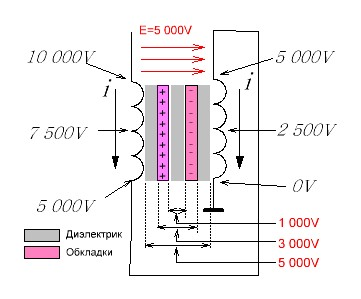 E=5 000V
10 000V
5 000V
i
i
7 500V
2 500V
+ + + + + + + +
- - - - - - - -
5 000V
0V
1 000V
3 000V
5 000V
Диэлектрик
Обкладки